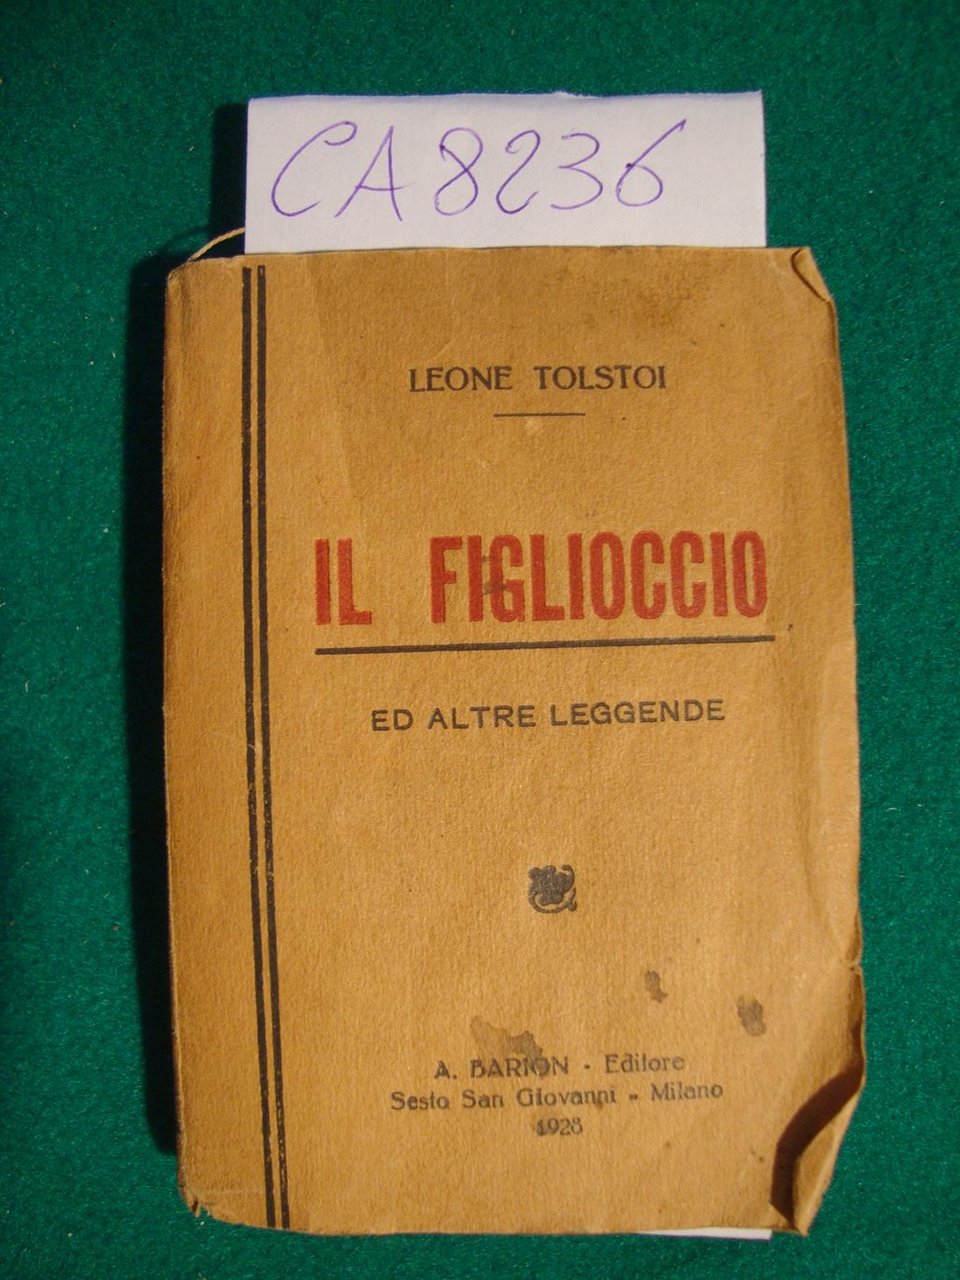 CA8236
LEONE TOLSTOI
IL FIGLIOCCIO
ED ALTRE LEGGENDE
A. BARION - Editore
Sesto San Giovanni - Milano
1928